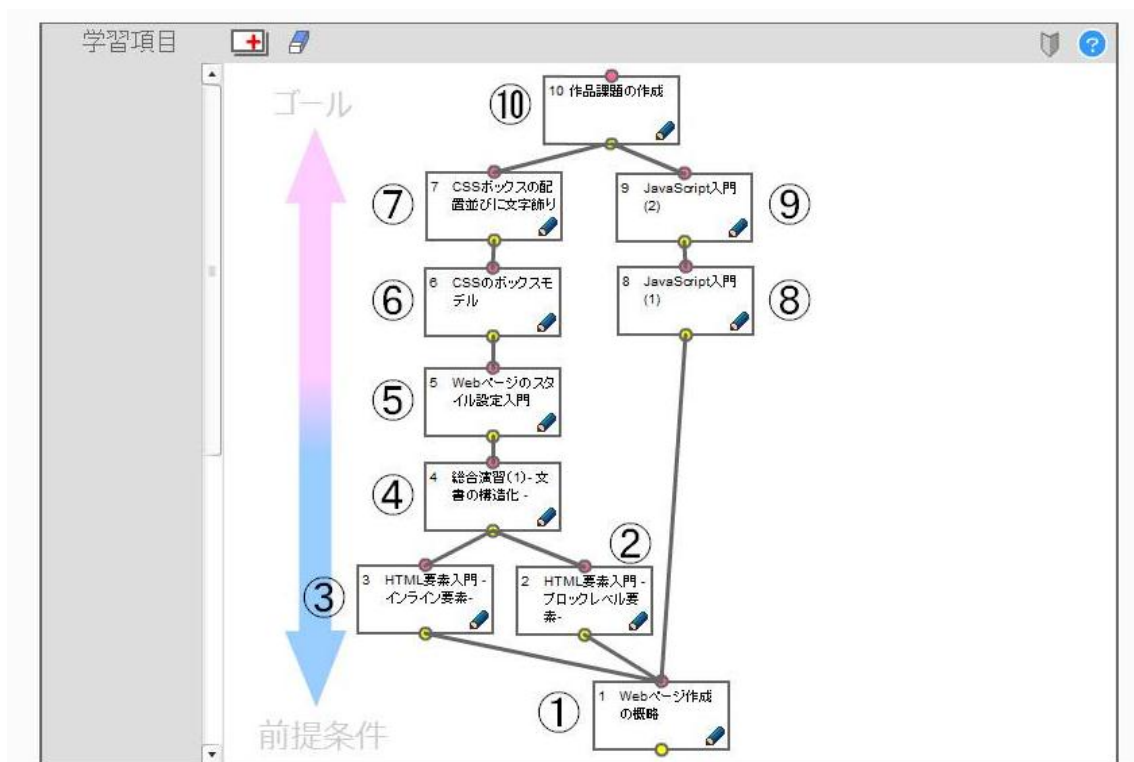 学習項目
ゴール
⑩
10 作品課題の作成
⑦
7 CSSボックスの配
置並びに文字飾り
9 JavaScript入門
(2)
⑨
⑥
6 CSSのボックスモ
デル
8 JavaScript入門
(1)
⑧
⑤
5 Webページのスタ
イル設定入門
④
4 総合演習(1)- 文
書の構造化 -
②
③
3 HTML要素入門 -
インライン要素-
2 HTML要素入門 -
ブロックレベル要
素-
①
1 Webページ作成
の概略
前提条件